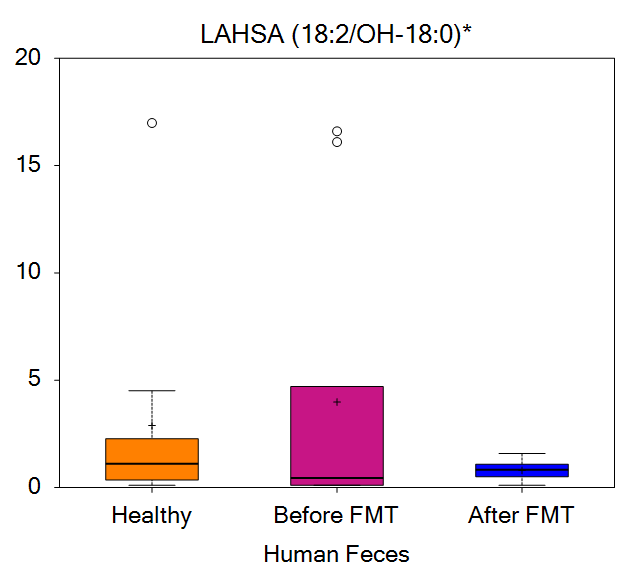 LAHSA (18:2/OH-18:0)*
20
15
10
5
0
Healthy Before FMT After FMT
Human Feces